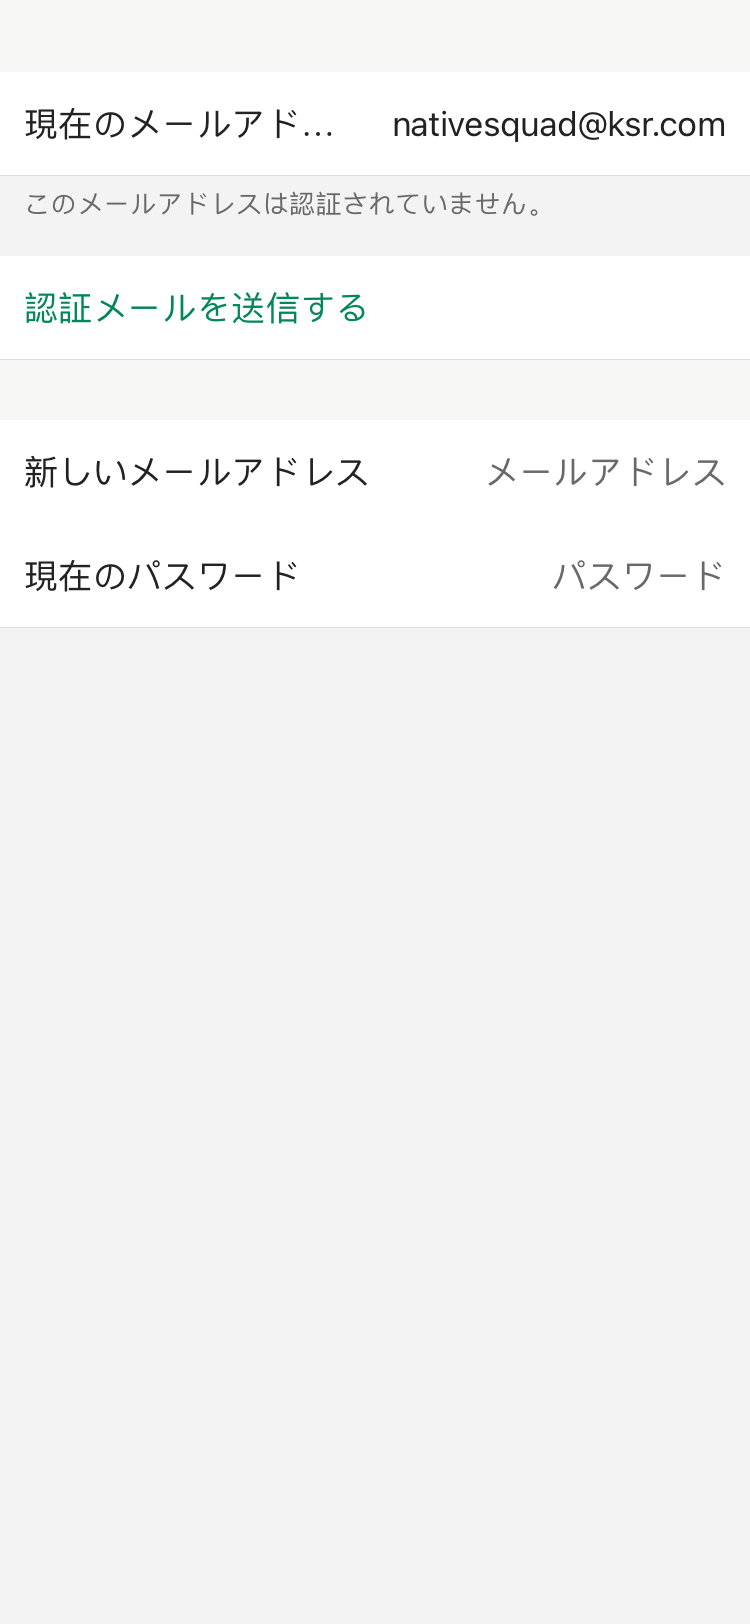 現在のメールアド… nativesquad@ksr.com
このメールアドレスは認証されていません。
認証メールを送信する
新しいメールアドレス メールアドレス
現在のパスワード パスワード